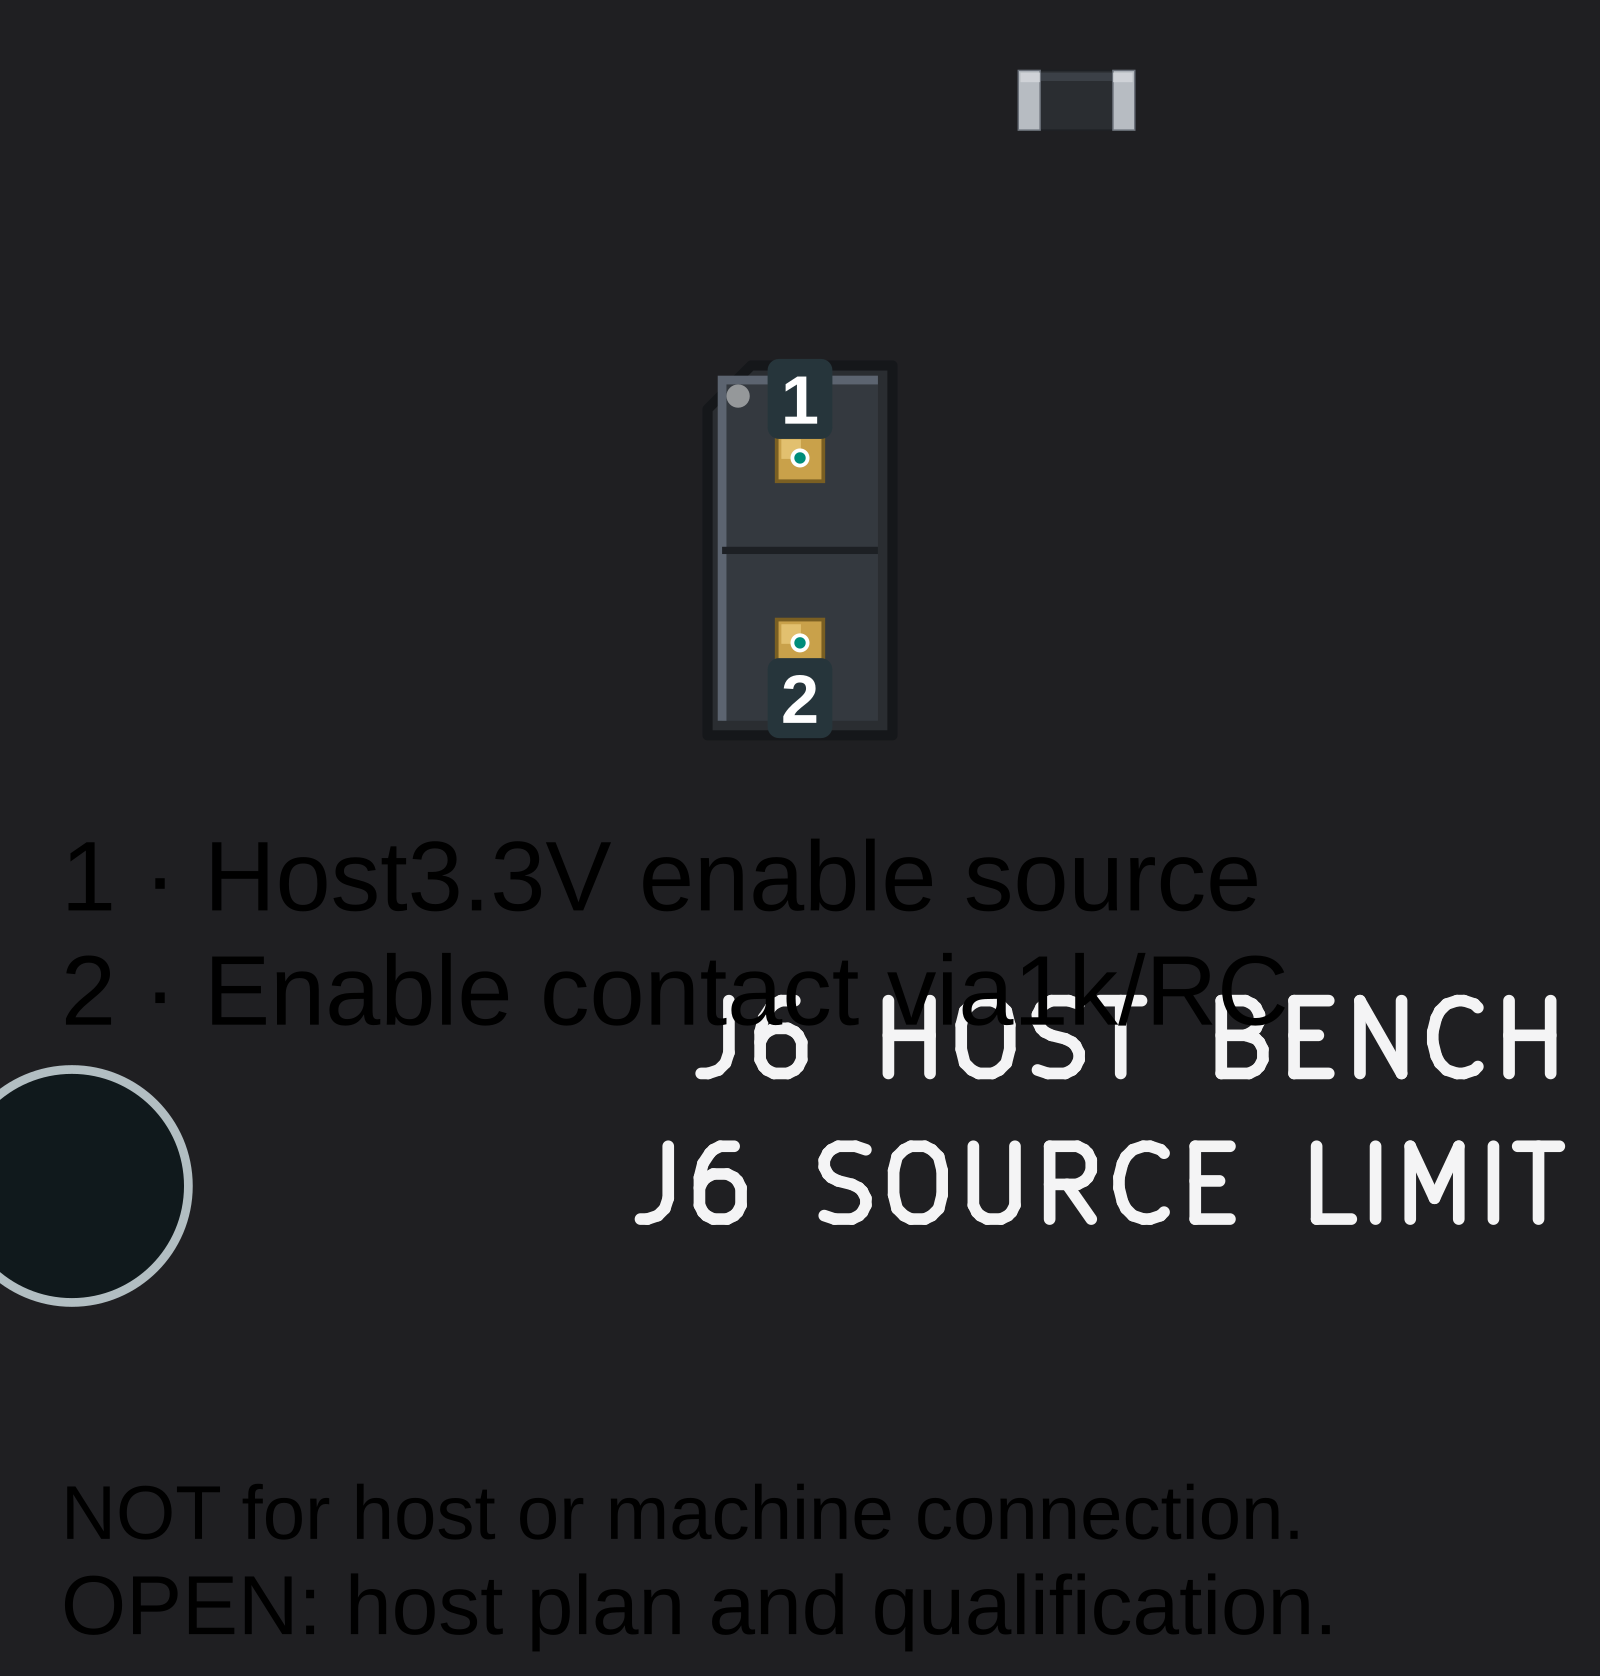 1
2
1 · Host3.3V enable source
2 · Enable contact via1k/RC
J6 HOST BENCH
J6 SOURCE LIMIT
NOT for host or machine connection.
OPEN: host plan and qualification.